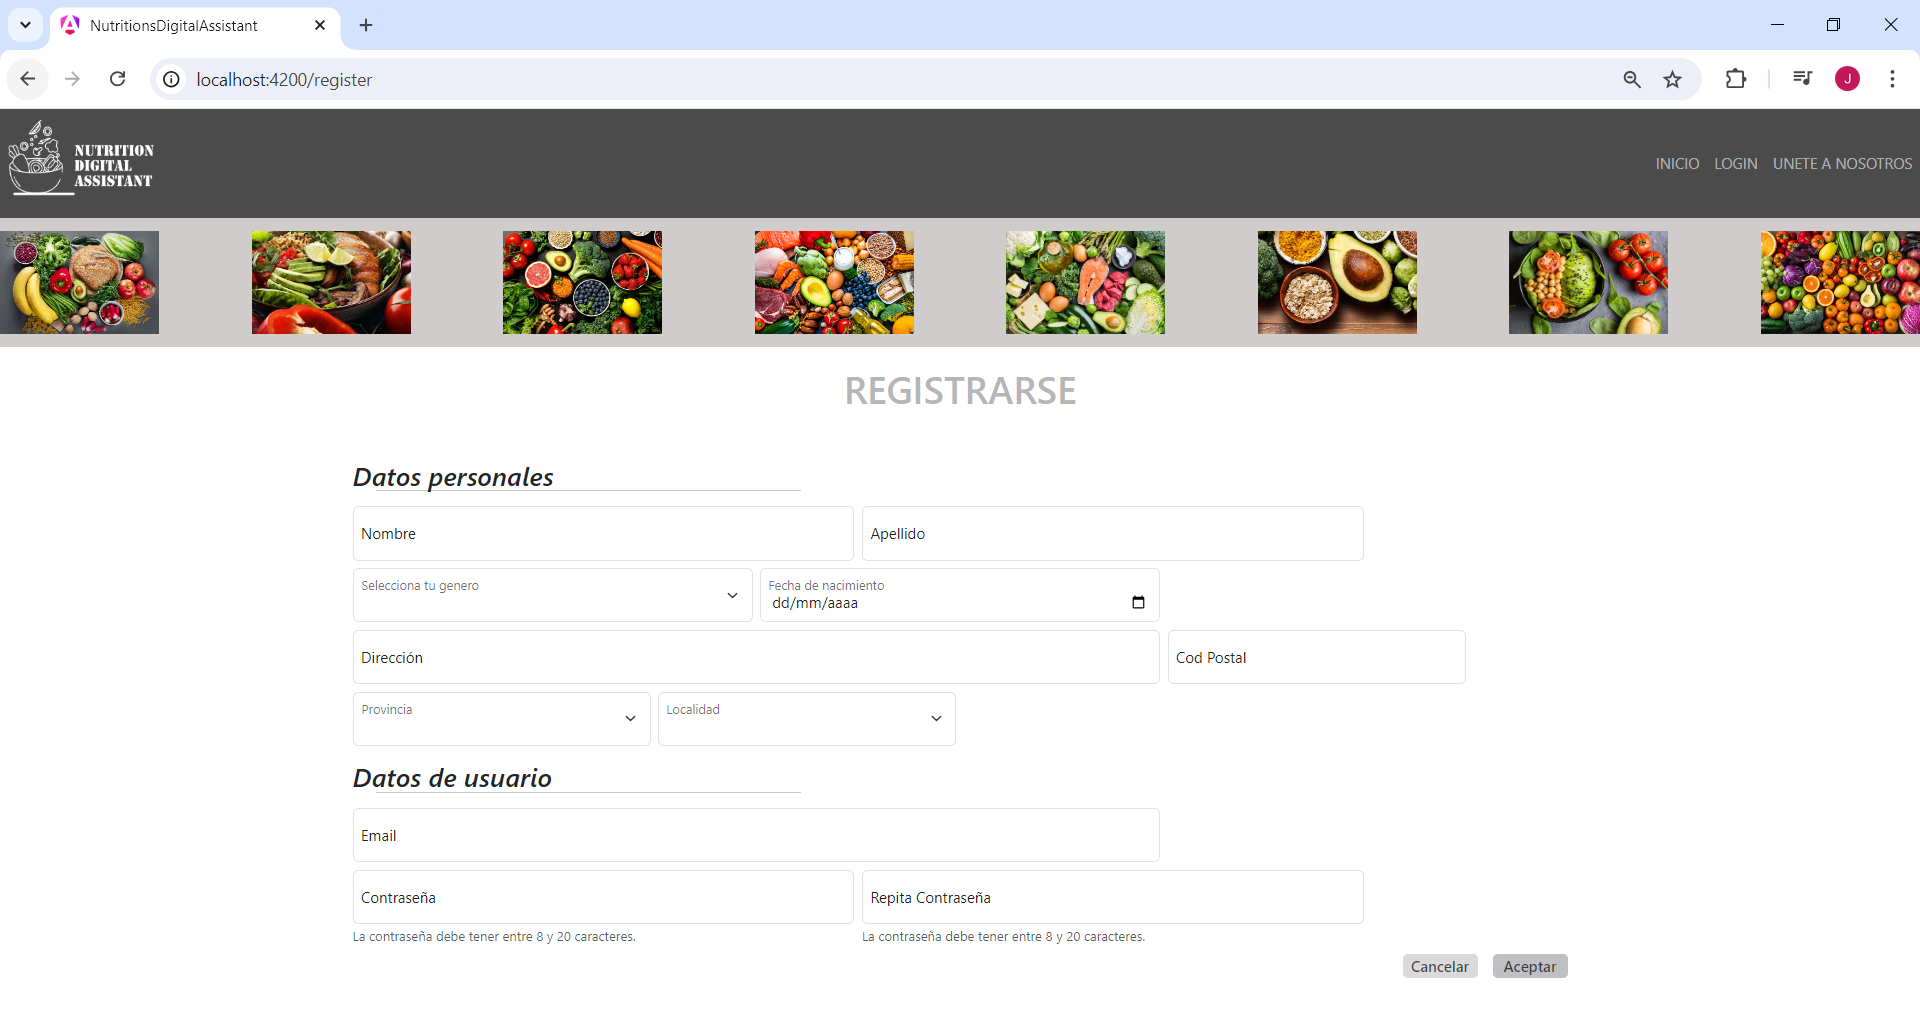 NutritionsDigitalAssistant
localhost:4200/register
J
NUTRITION
DIGITAL
ASSISTANT
INICIO LOGIN UNETE A NOSOTROS
REGISTRARSE
Datos personales
Nombre Apellido
Selecciona tu genero Fecha de nacimiento
dd/mm/aaaa
Dirección Cod Postal
Provincia Localidad
Datos de usuario
Email
Contraseña Repita Contraseña
La contraseña debe tener entre 8 y 20 caracteres. La contraseña debe tener entre 8 y 20 caracteres.
Cancelar Aceptar